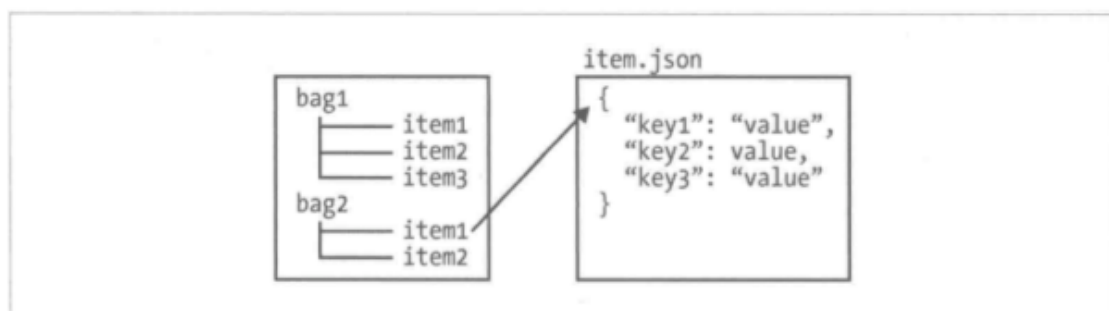 bag1
item1
item2
item3
bag2
item1
item2
item.json
{
“key1”: “value”,
“key2”: value,
“key3”: “value”
}